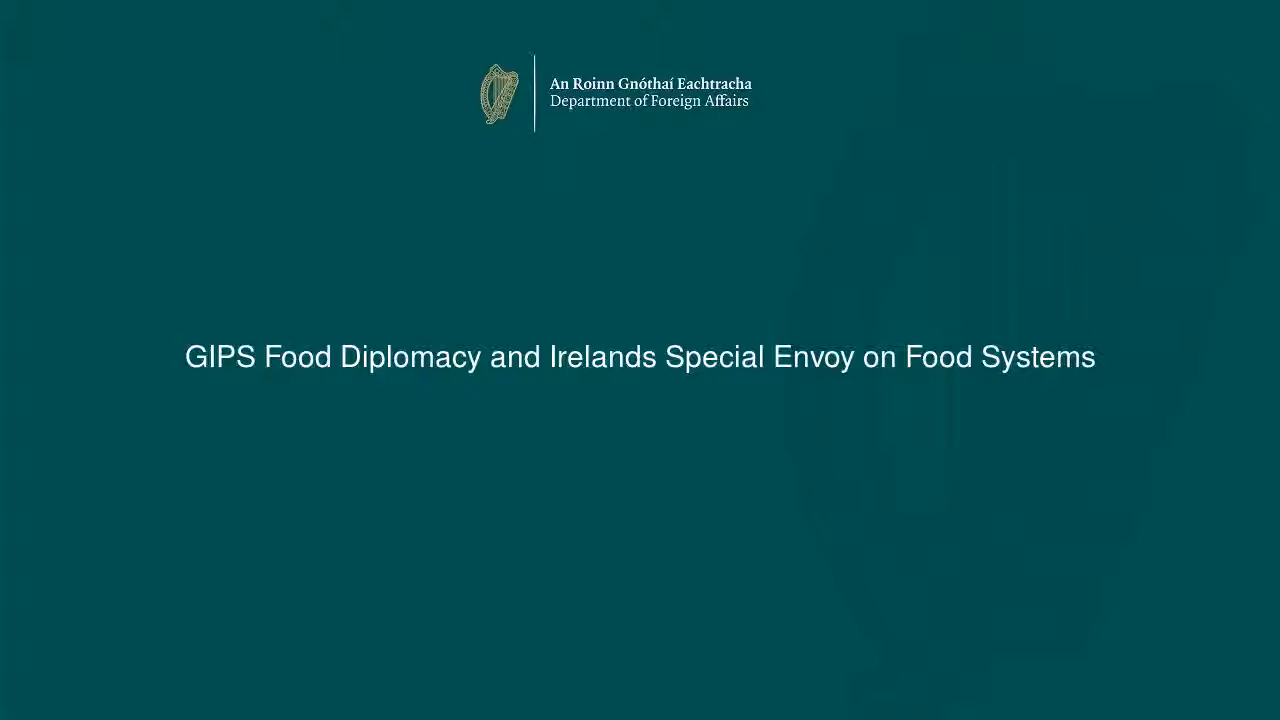 An Roinn Gnóthaí Eachtracha
Department of Foreign Affairs
GIPS Food Diplomacy and Irelands Special Envoy on Food Systems